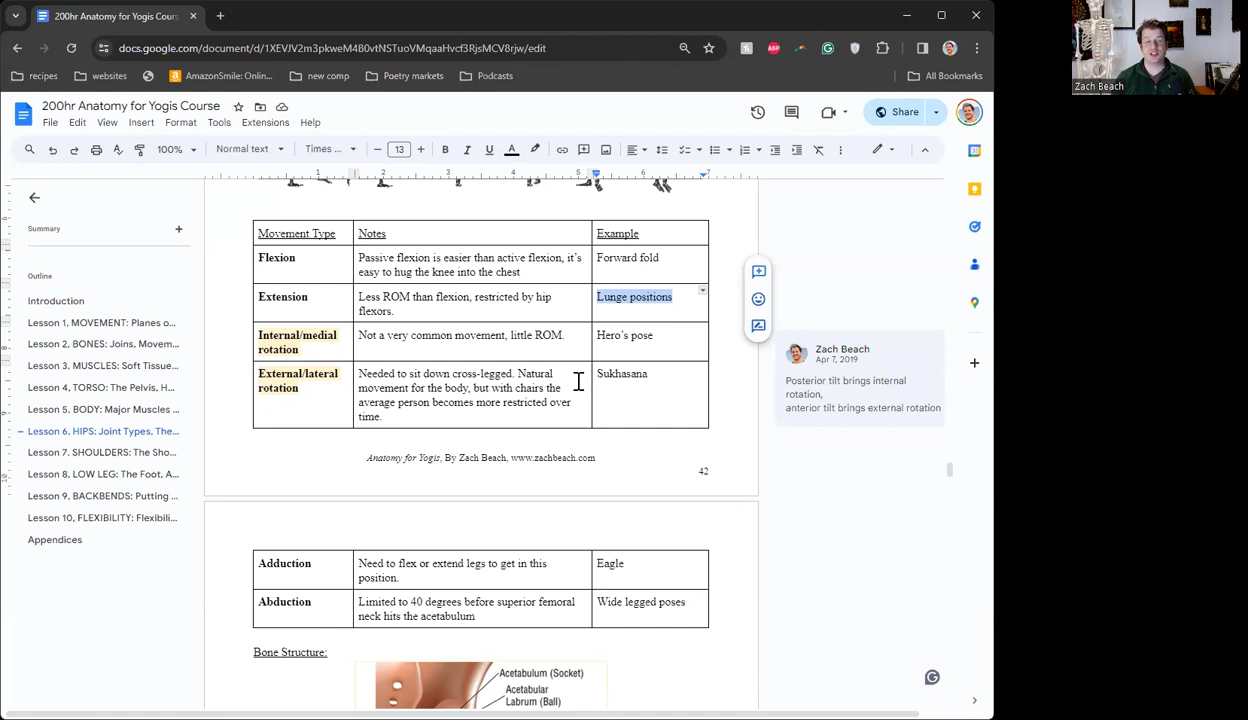 200hr Anatomy for Yogis Cours
docs.google.com/document/d/1XEVJV2m3pkweM4B0vtNSTuoVMqaaHvcf3RjsMCV8rjw/edit
recipes
websites
AmazonSmile: Onlin...
new comp
Poetry markets
Podcasts
All Bookmarks
Zach Beach
200hr Anatomy for Yogis Course
File Edit View Insert Format Tools Extensions Help
Share
100%
Normal text
Times ...
13
1 2 3 4 5 6 7
Summary
Outline
Introduction
Lesson 1, MOVEMENT: Planes o...
Lesson 2, BONES: Joins, Movem...
Lesson 3, MUSCLES: Soft Tissue...
Lesson 4, TORSO: The Pelvis, H...
Lesson 5, BODY: Major Muscles ...
Lesson 6, HIPS: Joint Types, The...
Lesson 7, SHOULDERS: The Sho...
Lesson 8, LOW LEG: The Foot, A...
Lesson 9, BACKBENDS: Putting ...
Lesson 10, FLEXIBILITY: Flexibili...
Appendices
Movement Type Notes Example
Flexion Passive flexion is easier than active flexion, it's Forward fold
easy to hug the knee into the chest
Extension Less ROM than flexion, restricted by hip Lunge positions
flexors.
Internal/medial Not a very common movement, little ROM. Hero's pose
rotation
External/lateral Needed to sit down cross-legged. Natural Sukhasana
rotation movement for the body, but with chairs the
average person becomes more restricted over
time.
Anatomy for Yogis, By Zach Beach, www.zachbeach.com
42
Adduction Need to flex or extend legs to get in this Eagle
position.
Abduction Limited to 40 degrees before superior femoral Wide legged poses
neck hits the acetabulum
Bone Structure:
Acetabulum (Socket)
Acetabular
Labrum (Ball)
Zach Beach
Apr 7, 2019
Posterior tilt brings internal
rotation,
anterior tilt brings external rotation